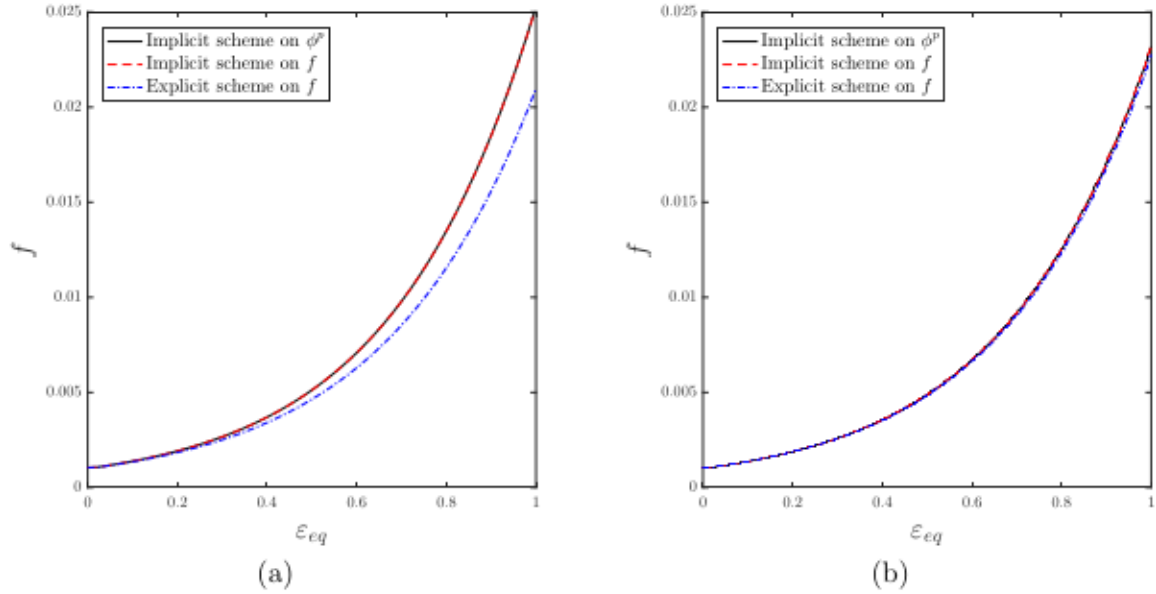 0.025
0.02
0.015
0.01
0.005
0
f
Implicit scheme on ϕᵖ
Implicit scheme on f
Explicit scheme on f
0 0.2 0.4 0.6 0.8 1
ε_eq
(a)
0.025
0.02
0.015
0.01
0.005
0
f
Implicit scheme on ϕᵖ
Implicit scheme on f
Explicit scheme on f
0 0.2 0.4 0.6 0.8 1
ε_eq
(b)